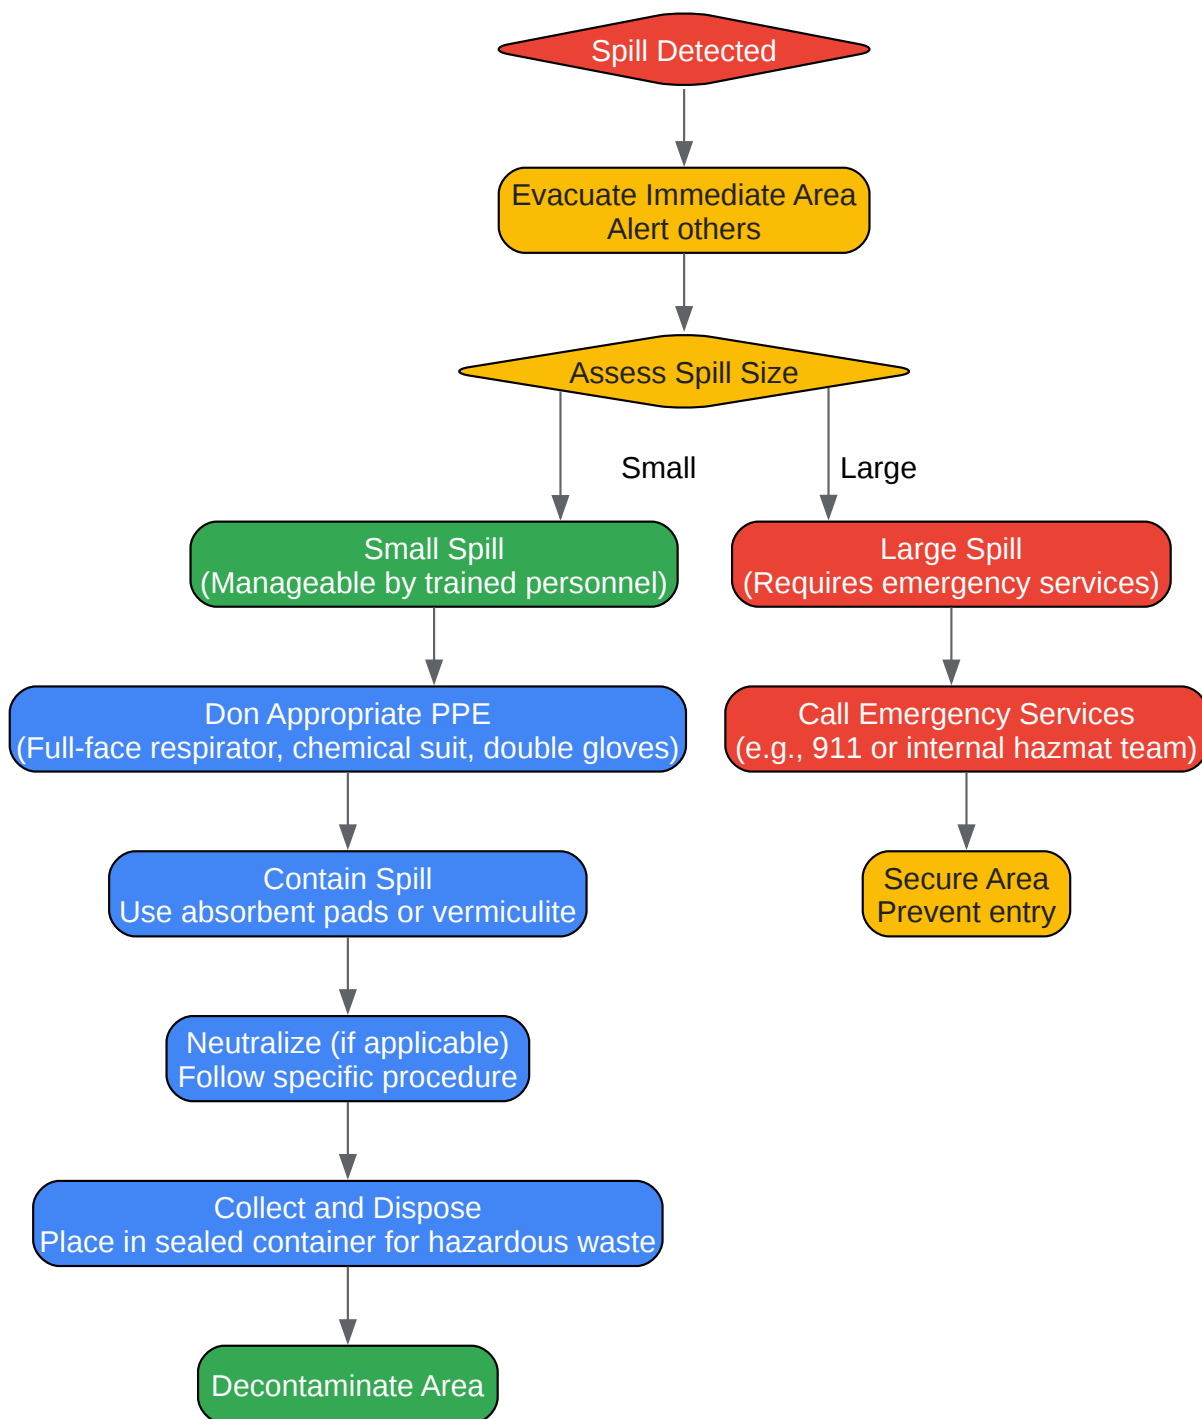 Spill Detected
Evacuate Immediate Area
Alert others
Assess Spill Size
Small
Large
Small Spill
(Manageable by trained personnel)
Large Spill
(Requires emergency services)
Don Appropriate PPE
(Full-face respirator, chemical suit, double gloves)
Call Emergency Services
(e.g., 911 or internal hazmat team)
Contain Spill
Use absorbent pads or vermiculite
Secure Area
Prevent entry
Neutralize (if applicable)
Follow specific procedure
Collect and Dispose
Place in sealed container for hazardous waste
Decontaminate Area